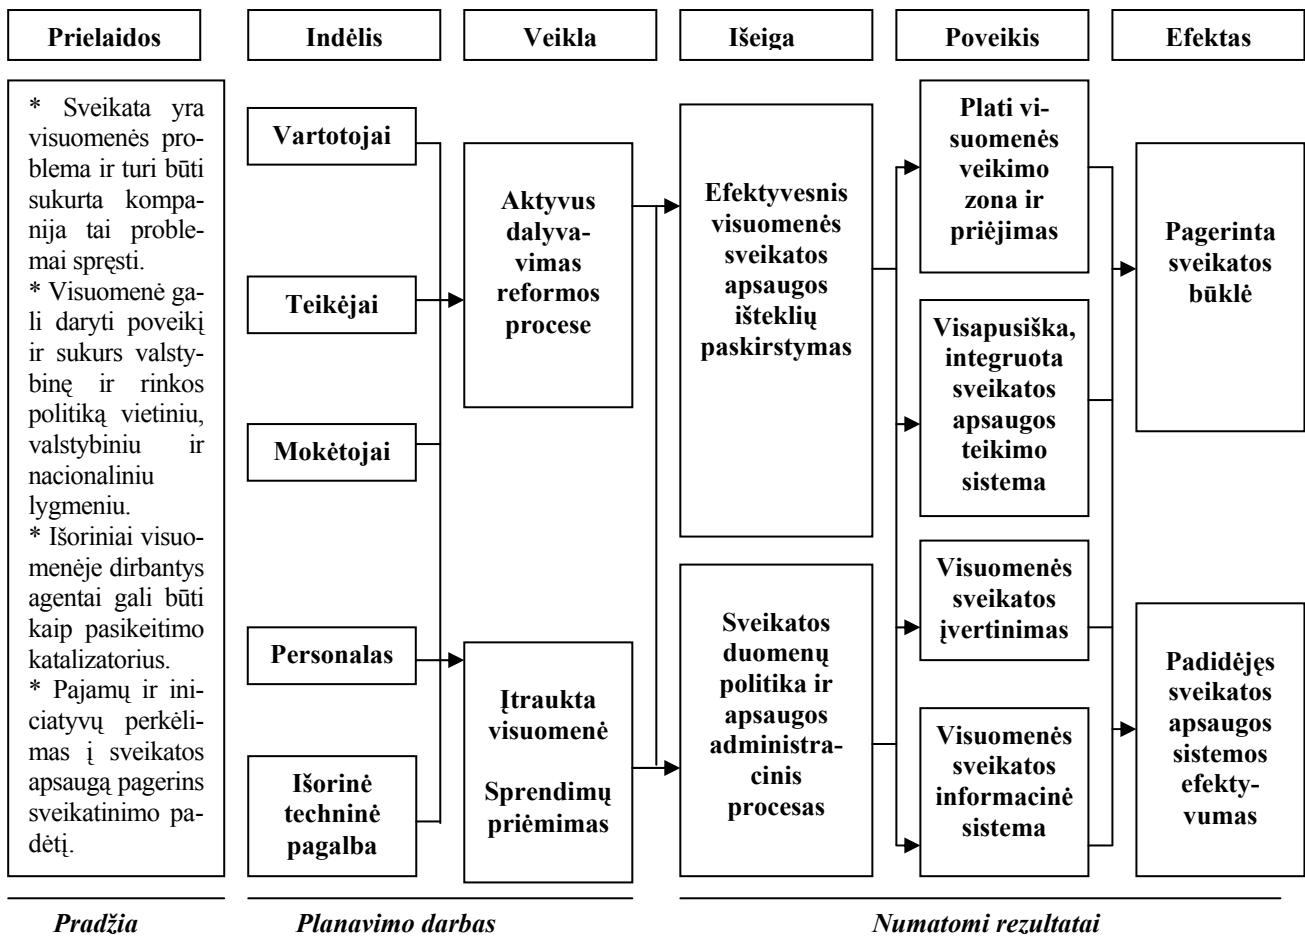 Prielaidos
Indėlis
Veikla
Išeiga
Poveikis
Efektas
* Sveikata yra
visuomenės pro-
blema ir turi būti
sukurta kompa-
nija tai proble-
mai spręsti.
* Visuomenė ga-
li daryti poveikį
ir sukurs valsty-
binę ir rinkos
politiką vietiniu,
valstybiniu ir
nacionaliniu
lygmeniu.
* Išoriniai visuo-
menėje dirbantys
agentai gali būti
kaip pasikeitimo
katalizatorius.
* Pajamų ir ini-
ciatyvų perkėli-
mas į sveikatos
apsaugą pagerins
sveikatinimo pa-
dėtį.
Vartotojai
Teikėjai
Mokėtojai
Personalas
Išorinė
techninė
pagalba
Aktyvus
dalyva-
vimas
reformos
procese
Įtraukta
visuomenė
Sprendimų
priėmimas
Efektyvesnis
visuomenės
sveikatos
apsaugos
išteklių
paskirstymas
Sveikatos
duomenų
politika ir
apsaugos
administra-
cinis
procesas
Plati vi-
suomenės
veikimo
zona ir
priėjimas
Visapusiška,
integruota
sveikatos
apsaugos
teikimo
sistema
Visuomenės
sveikatos
įvertinimas
Visuomenės
sveikatos
informacinė
sistema
Pagerinta
sveikatos
būklė
Padidėjęs
sveikatos
apsaugos
sistemos
efekty-
vumas
Pradžia
Planavimo darbas
Numatomi rezultatai